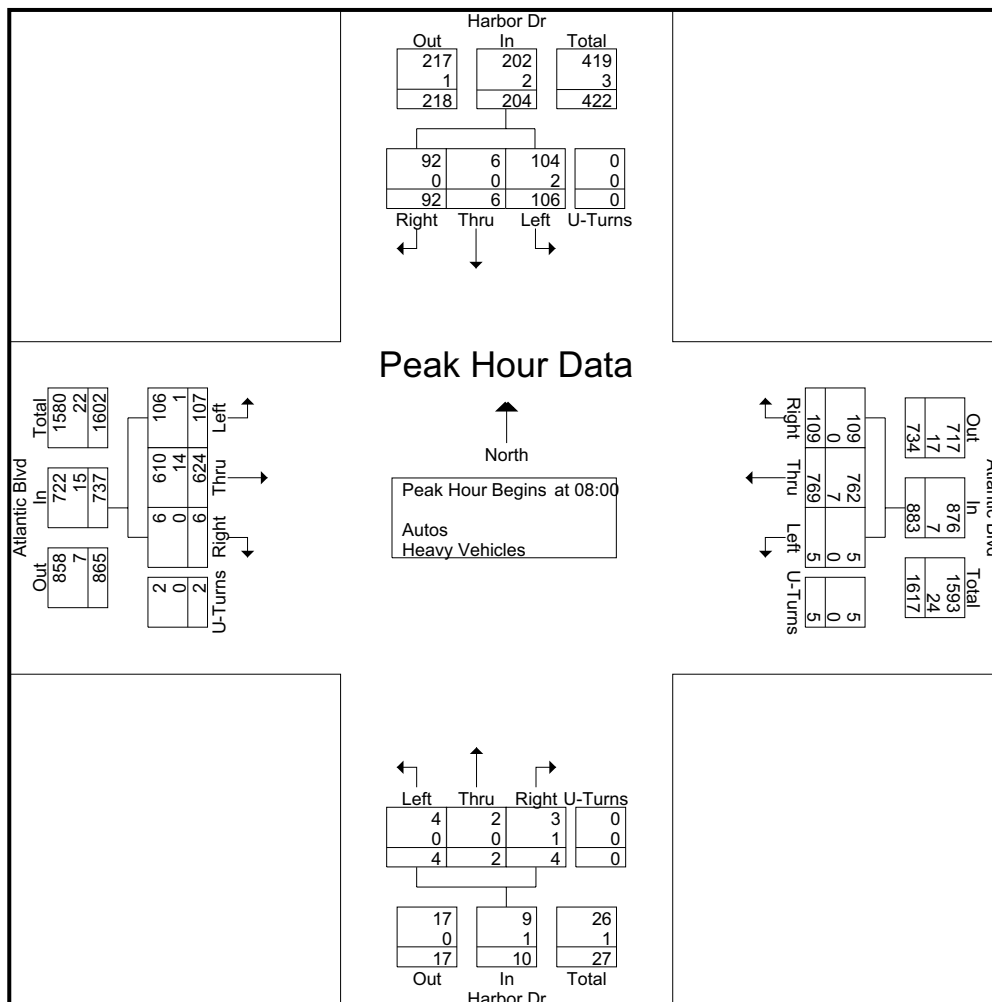 Harbor Dr
Out In Total
217 202 419
1 2 3
218 204 422
92 6 104 0
0 0 2 0
92 6 106 0
Right Thru Left U-Turns
Peak Hour Data
North
Peak Hour Begins at 08:00
Autos
Heavy Vehicles
Atlantic Blvd
Out In Total
858 722 1580
7 15 22
865 737 1602
Left Thru Right U-Turns
106 610 6 2
1 14 0 0
107 624 6 2
Atlantic Blvd
Out In Total
717 876 1593
17 7 24
734 883 1617
109 762 5 5
0 7 0 0
109 769 5 5
Right Thru Left U-Turns
Left Thru Right U-Turns
4 2 3 0
0 0 1 0
4 2 4 0
17 9 26
0 1 1
17 10 27
Out In Total
Harbor Dr